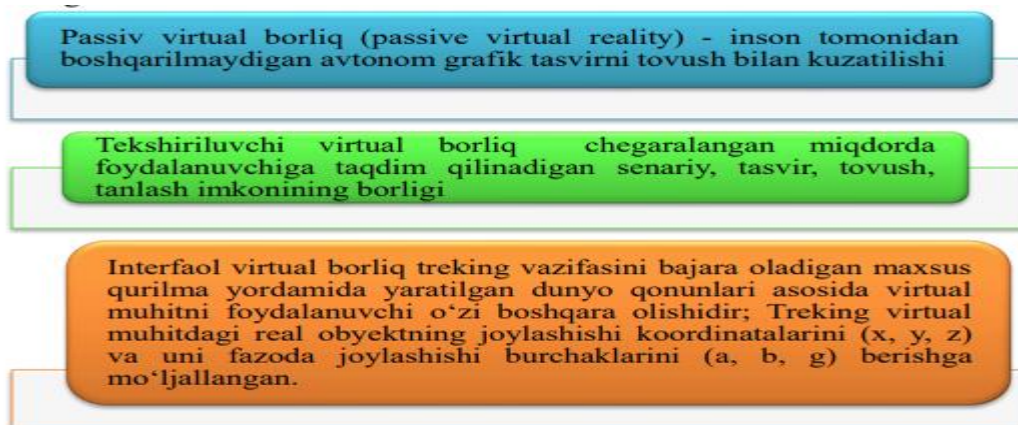 Passiv virtual borliq (passive virtual reality) - inson tomonidan
boshqarilmaydigan avtonom grafik tasvirni tovush bilan kuzatilishi
Tekshiriluvchi virtual borliq chegaralangan miqdorda
foydalanuvchiga taqdim qilinadigan senariy, tasvir, tovush,
tanlash imkonining borligi
Interfaol virtual borliq treking vazifasini bajara oladigan maxsus
qurilma yordamida yaratilgan dunyo qonunlari asosida virtual
muhitni foydalanuvchi o‘zi boshqara olishidir; Treking virtual
muhitdagi real obyektning joylashishi koordinatalarini (x, y, z)
va uni fazoda joylashishi burchaklarini (a, b, g) berishga
mo‘ljallangan.